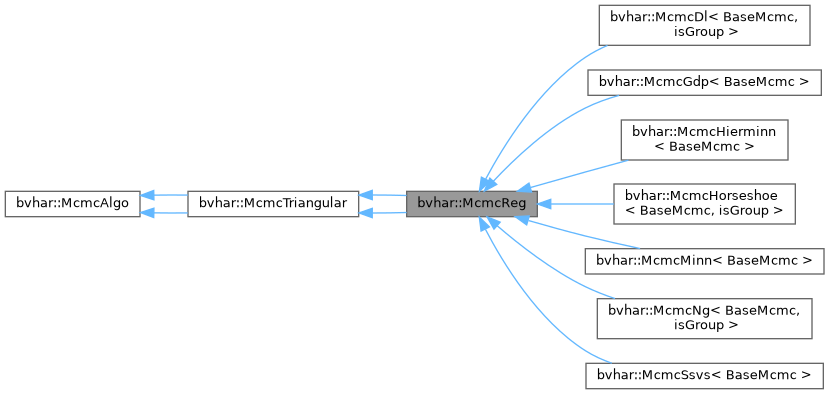 bvhar::McmcAlgo
bvhar::McmcTriangular
bvhar::McmcReg
bvhar::McmcDl< BaseMcmc,
isGroup >
bvhar::McmcGdp< BaseMcmc >
bvhar::McmcHierminn
< BaseMcmc >
bvhar::McmcHorseshoe
< BaseMcmc, isGroup >
bvhar::McmcMinn< BaseMcmc >
bvhar::McmcNg< BaseMcmc,
isGroup >
bvhar::McmcSsvs< BaseMcmc >